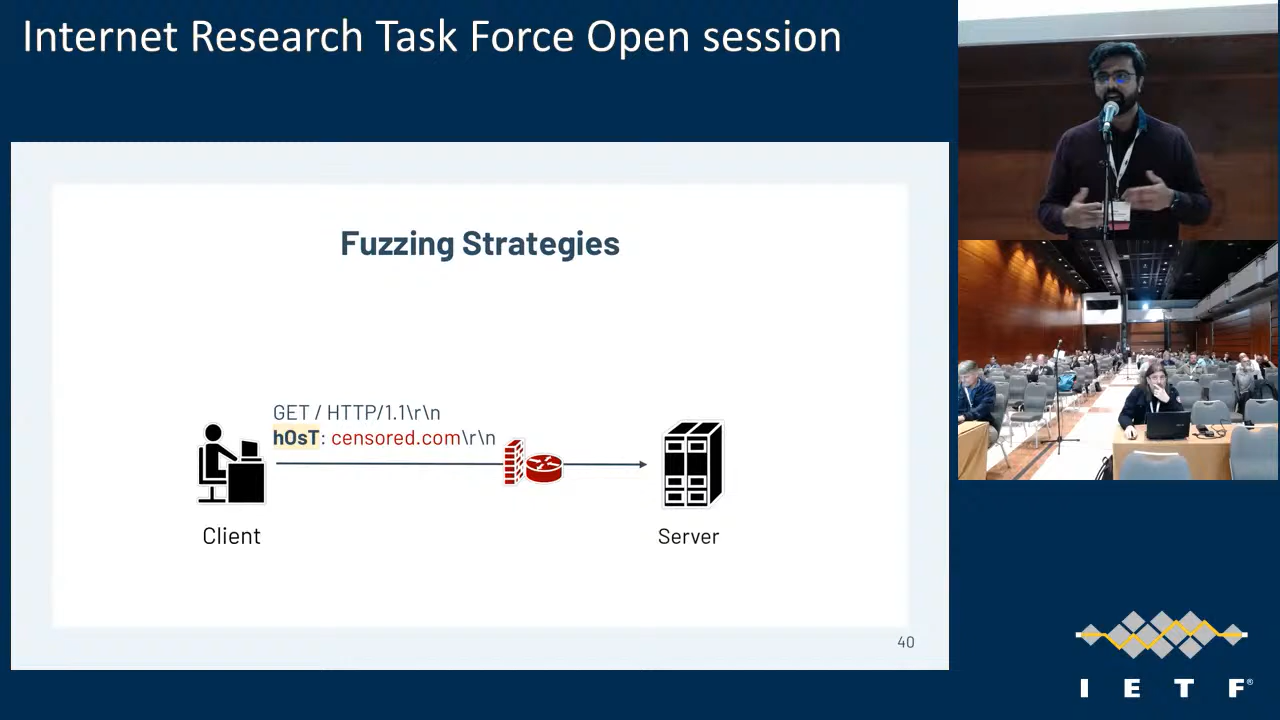 Internet Research Task Force Open session
Fuzzing Strategies
GET / HTTP/1.1\r\n
hOsT: censored.com\r\n
Client
Server
40
IETF®